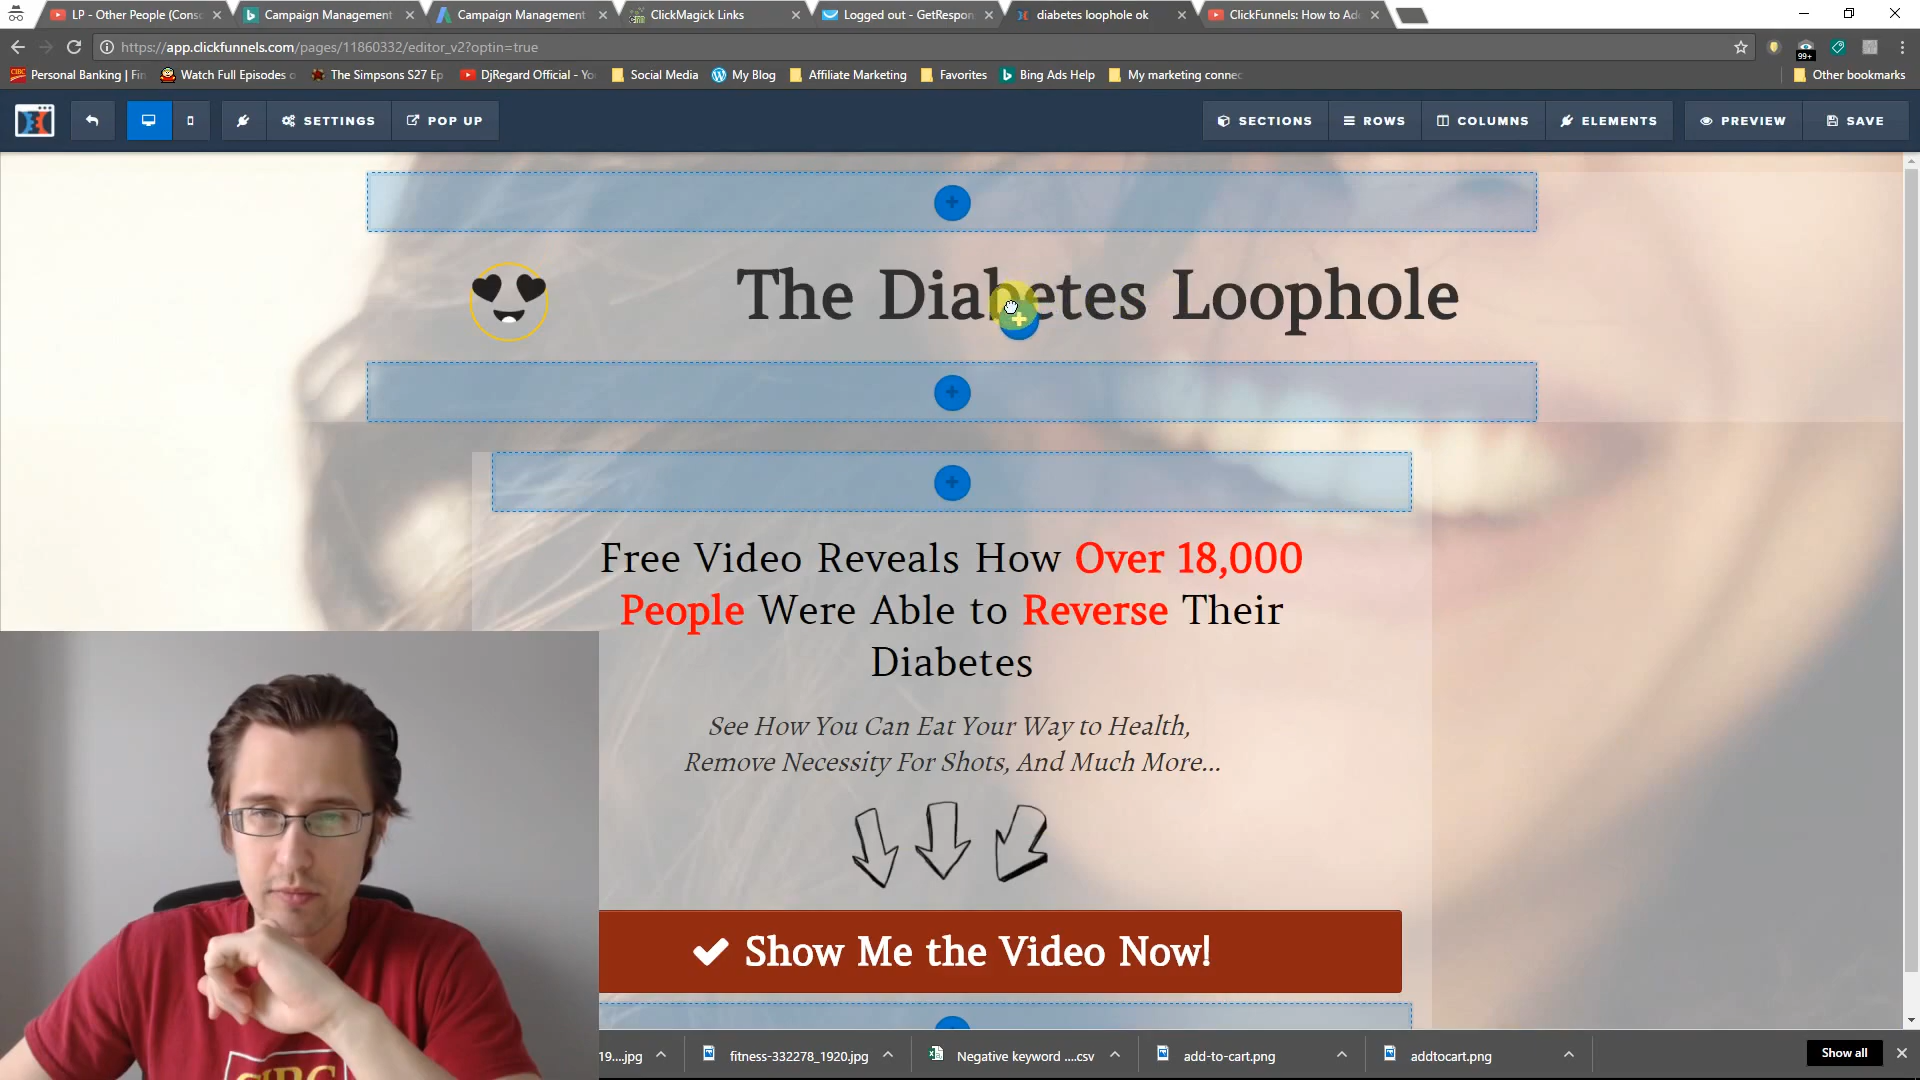 LP - Other People (Conso
Campaign Management
Campaign Management
ClickMagick Links
Logged out - GetRespon
diabetes loophole ok
ClickFunnels: How to Ad
https://app.clickfunnels.com/pages/11860332/editor_v2?optin=true
99+
CIBC Personal Banking | Fin
Watch Full Episodes o
The Simpsons S27 Ep
DjRegard Official - Yo
Social Media
My Blog
Affiliate Marketing
Favorites
Bing Ads Help
My marketing connec
Other bookmarks
SETTINGS
POP UP
SECTIONS
ROWS
COLUMNS
ELEMENTS
PREVIEW
SAVE
The Diabetes Loophole
Free Video Reveals How Over 18,000
People Were Able to Reverse Their
Diabetes
See How You Can Eat Your Way to Health,
Remove Necessity For Shots, And Much More...
Show Me the Video Now!
19....jpg
fitness-332278_1920.jpg
Negative keyword ....csv
add-to-cart.png
addtocart.png
Show all